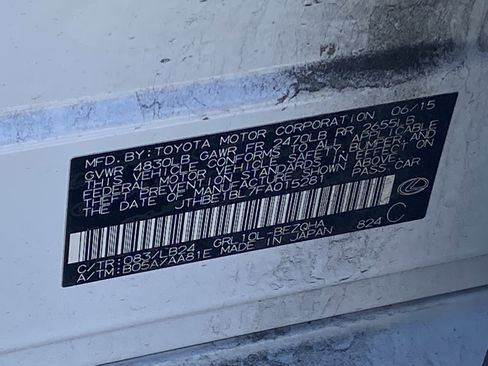 MFD. BY: TOYOTA MOTOR CORPORATION 06/15
GVWR 4830LB GAWR FR 2470LB RR 2655LB
THIS VEHICLE CONFORMS TO ALL APPLICABLE
FEDERAL MOTOR VEHICLE SAFETY, BUMPER, AND
THEFT PREVENTION STANDARDS IN EFFECT ON
THE DATE OF MANUFACTURE SHOWN ABOVE.
JTHBE1BL7FA015281 PASS.CAR
C/TR: 083/LB24 GRL10L-BEZQHA
A/TM: B05A/AA81E MADE IN JAPAN 824 C